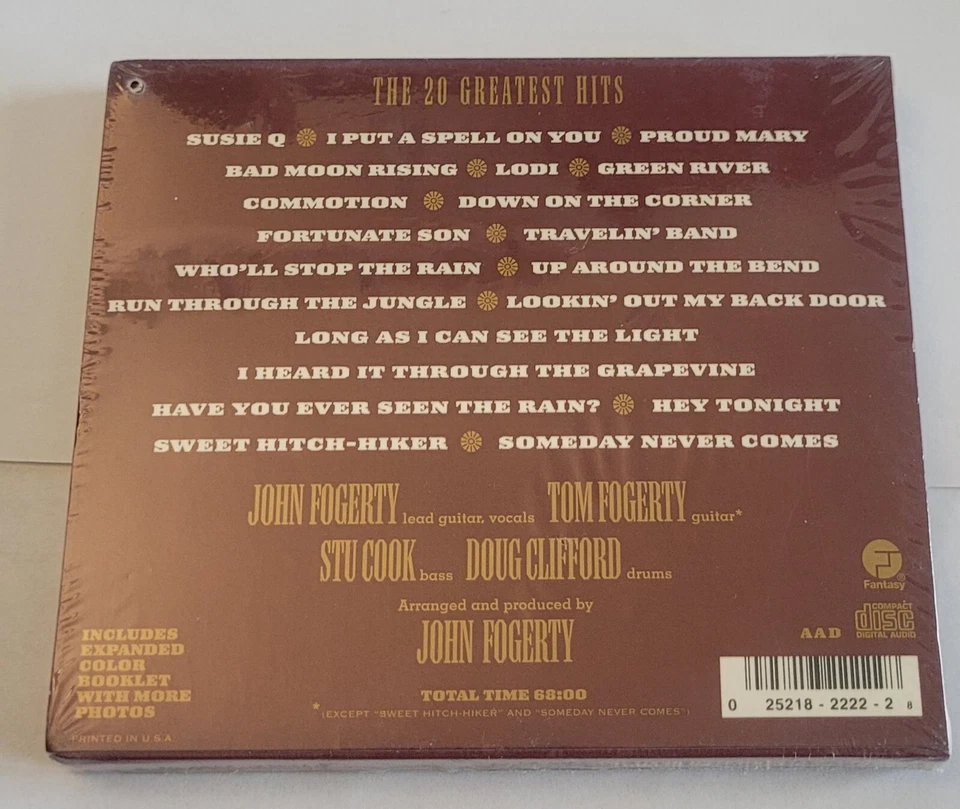 THE 20 GREATEST HITS
SUSIE Q I PUT A SPELL ON YOU PROUD MARY
BAD MOON RISING LODI GREEN RIVER
COMMOTION DOWN ON THE CORNER
FORTUNATE SON TRAVELIN' BAND
WHO'LL STOP THE RAIN UP AROUND THE BEND
RUN THROUGH THE JUNGLE LOOKIN' OUT MY BACK DOOR
LONG AS I CAN SEE THE LIGHT
I HEARD IT THROUGH THE GRAPEVINE
HAVE YOU EVER SEEN THE RAIN? HEY TONIGHT
SWEET HITCH-HIKER SOMEDAY NEVER COMES
JOHN FOGERTY lead guitar, vocals TOM FOGERTY guitar*
STU COOK bass DOUG CLIFFORD drums
Arranged and produced by
JOHN FOGERTY
TOTAL TIME 68:00
*(EXCEPT "SWEET HITCH-HIKER" AND "SOMEDAY NEVER COMES")
INCLUDES
EXPANDED
COLOR
BOOKLET
WITH MORE
PHOTOS
PRINTED IN U.S.A.
Fantasy®
AAD
COMPACT
disc
DIGITAL AUDIO
0 25218-2222-2 8